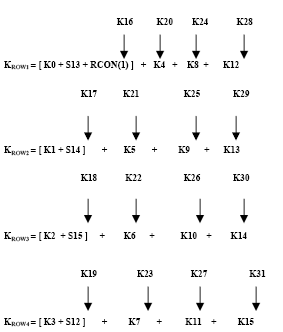 K16 K20 K24 K28
KROW1 = [ K0 + S13 + RCON(1) ] + K4 + K8 + K12
K17 K21 K25 K29
KROW2 = [ K1 + S14 ] + K5 + K9 + K13
K18 K22 K26 K30
KROW3 = [ K2 + S15 ] + K6 + K10 + K14
K19 K23 K27 K31
KROW4 = [ K3 + S12 ] + K7 + K11 + K15